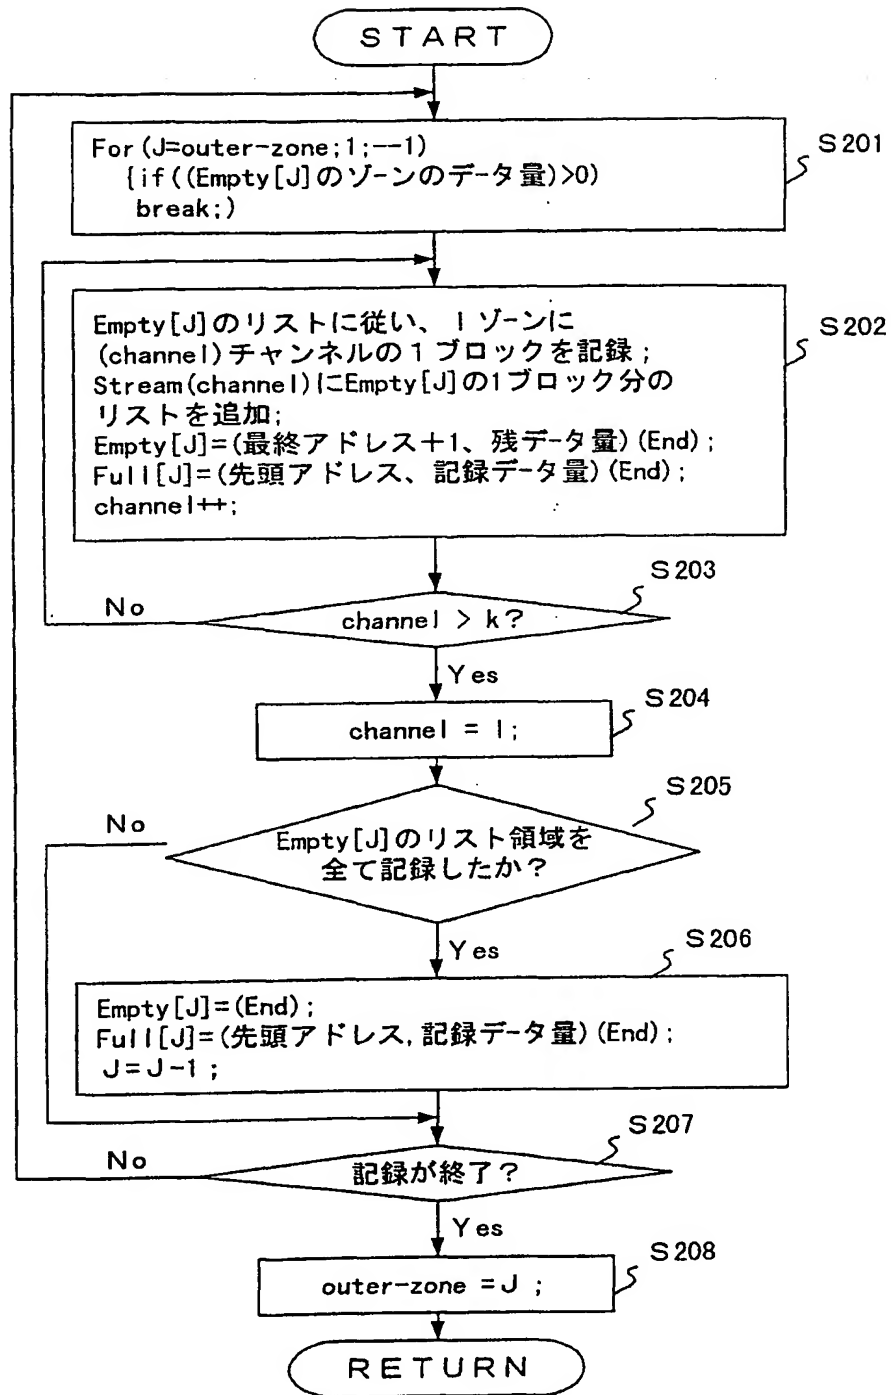 START
For(J=outer-zone;1;--1)
{if((Empty[J]のゾーンのデータ量)>0)
break;)
S201
Empty[J]のリストに従い、Iゾーンに
(channel)チャンネルの1ブロックを記録;
Stream(channel)にEmpty[J]の1ブロック分の
リストを追加;
Empty[J]=(最終アドレス+1、残データ量)(End);
Full[J]=(先頭アドレス、記録データ量)(End);
channel++;
S202
S203
No
channel > k?
Yes
S204
channel = 1;
S205
No
Empty[J]のリスト領域を
全て記録したか?
Yes
S206
Empty[J]=(End);
Full[J]=(先頭アドレス,記録データ量)(End);
J=J-1;
S207
No
記録が終了?
Yes
S208
outer-zone =J ;
RETURN